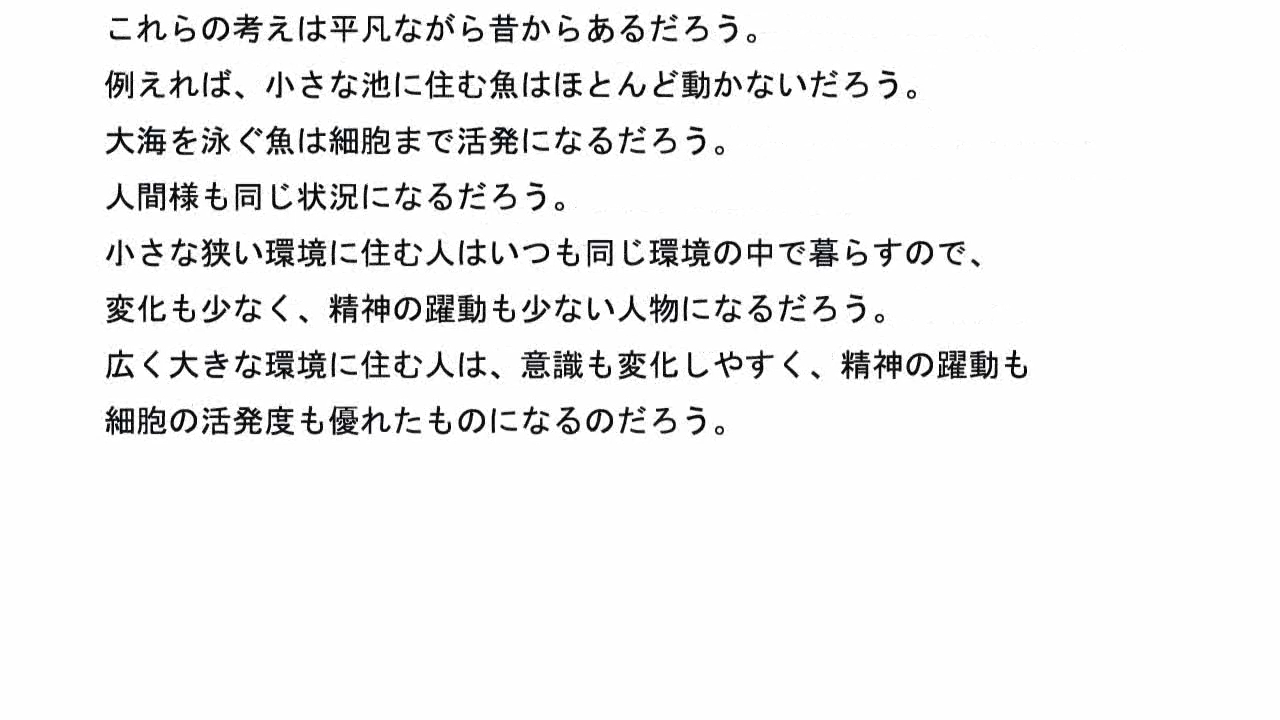 これらの考えは平凡ながら昔からあるだろう。
例えれば、小さな池に住む魚はほとんど動かないだろう。
大海を泳ぐ魚は細胞まで活発になるだろう。
人間様も同じ状況になるだろう。
小さな狭い環境に住む人はいつも同じ環境の中で暮らすので、
変化も少なく、精神の躍動も少ない人物になるだろう。
広く大きな環境に住む人は、意識も変化しやすく、精神の躍動も
細胞の活発度も優れたものになるのだろう。